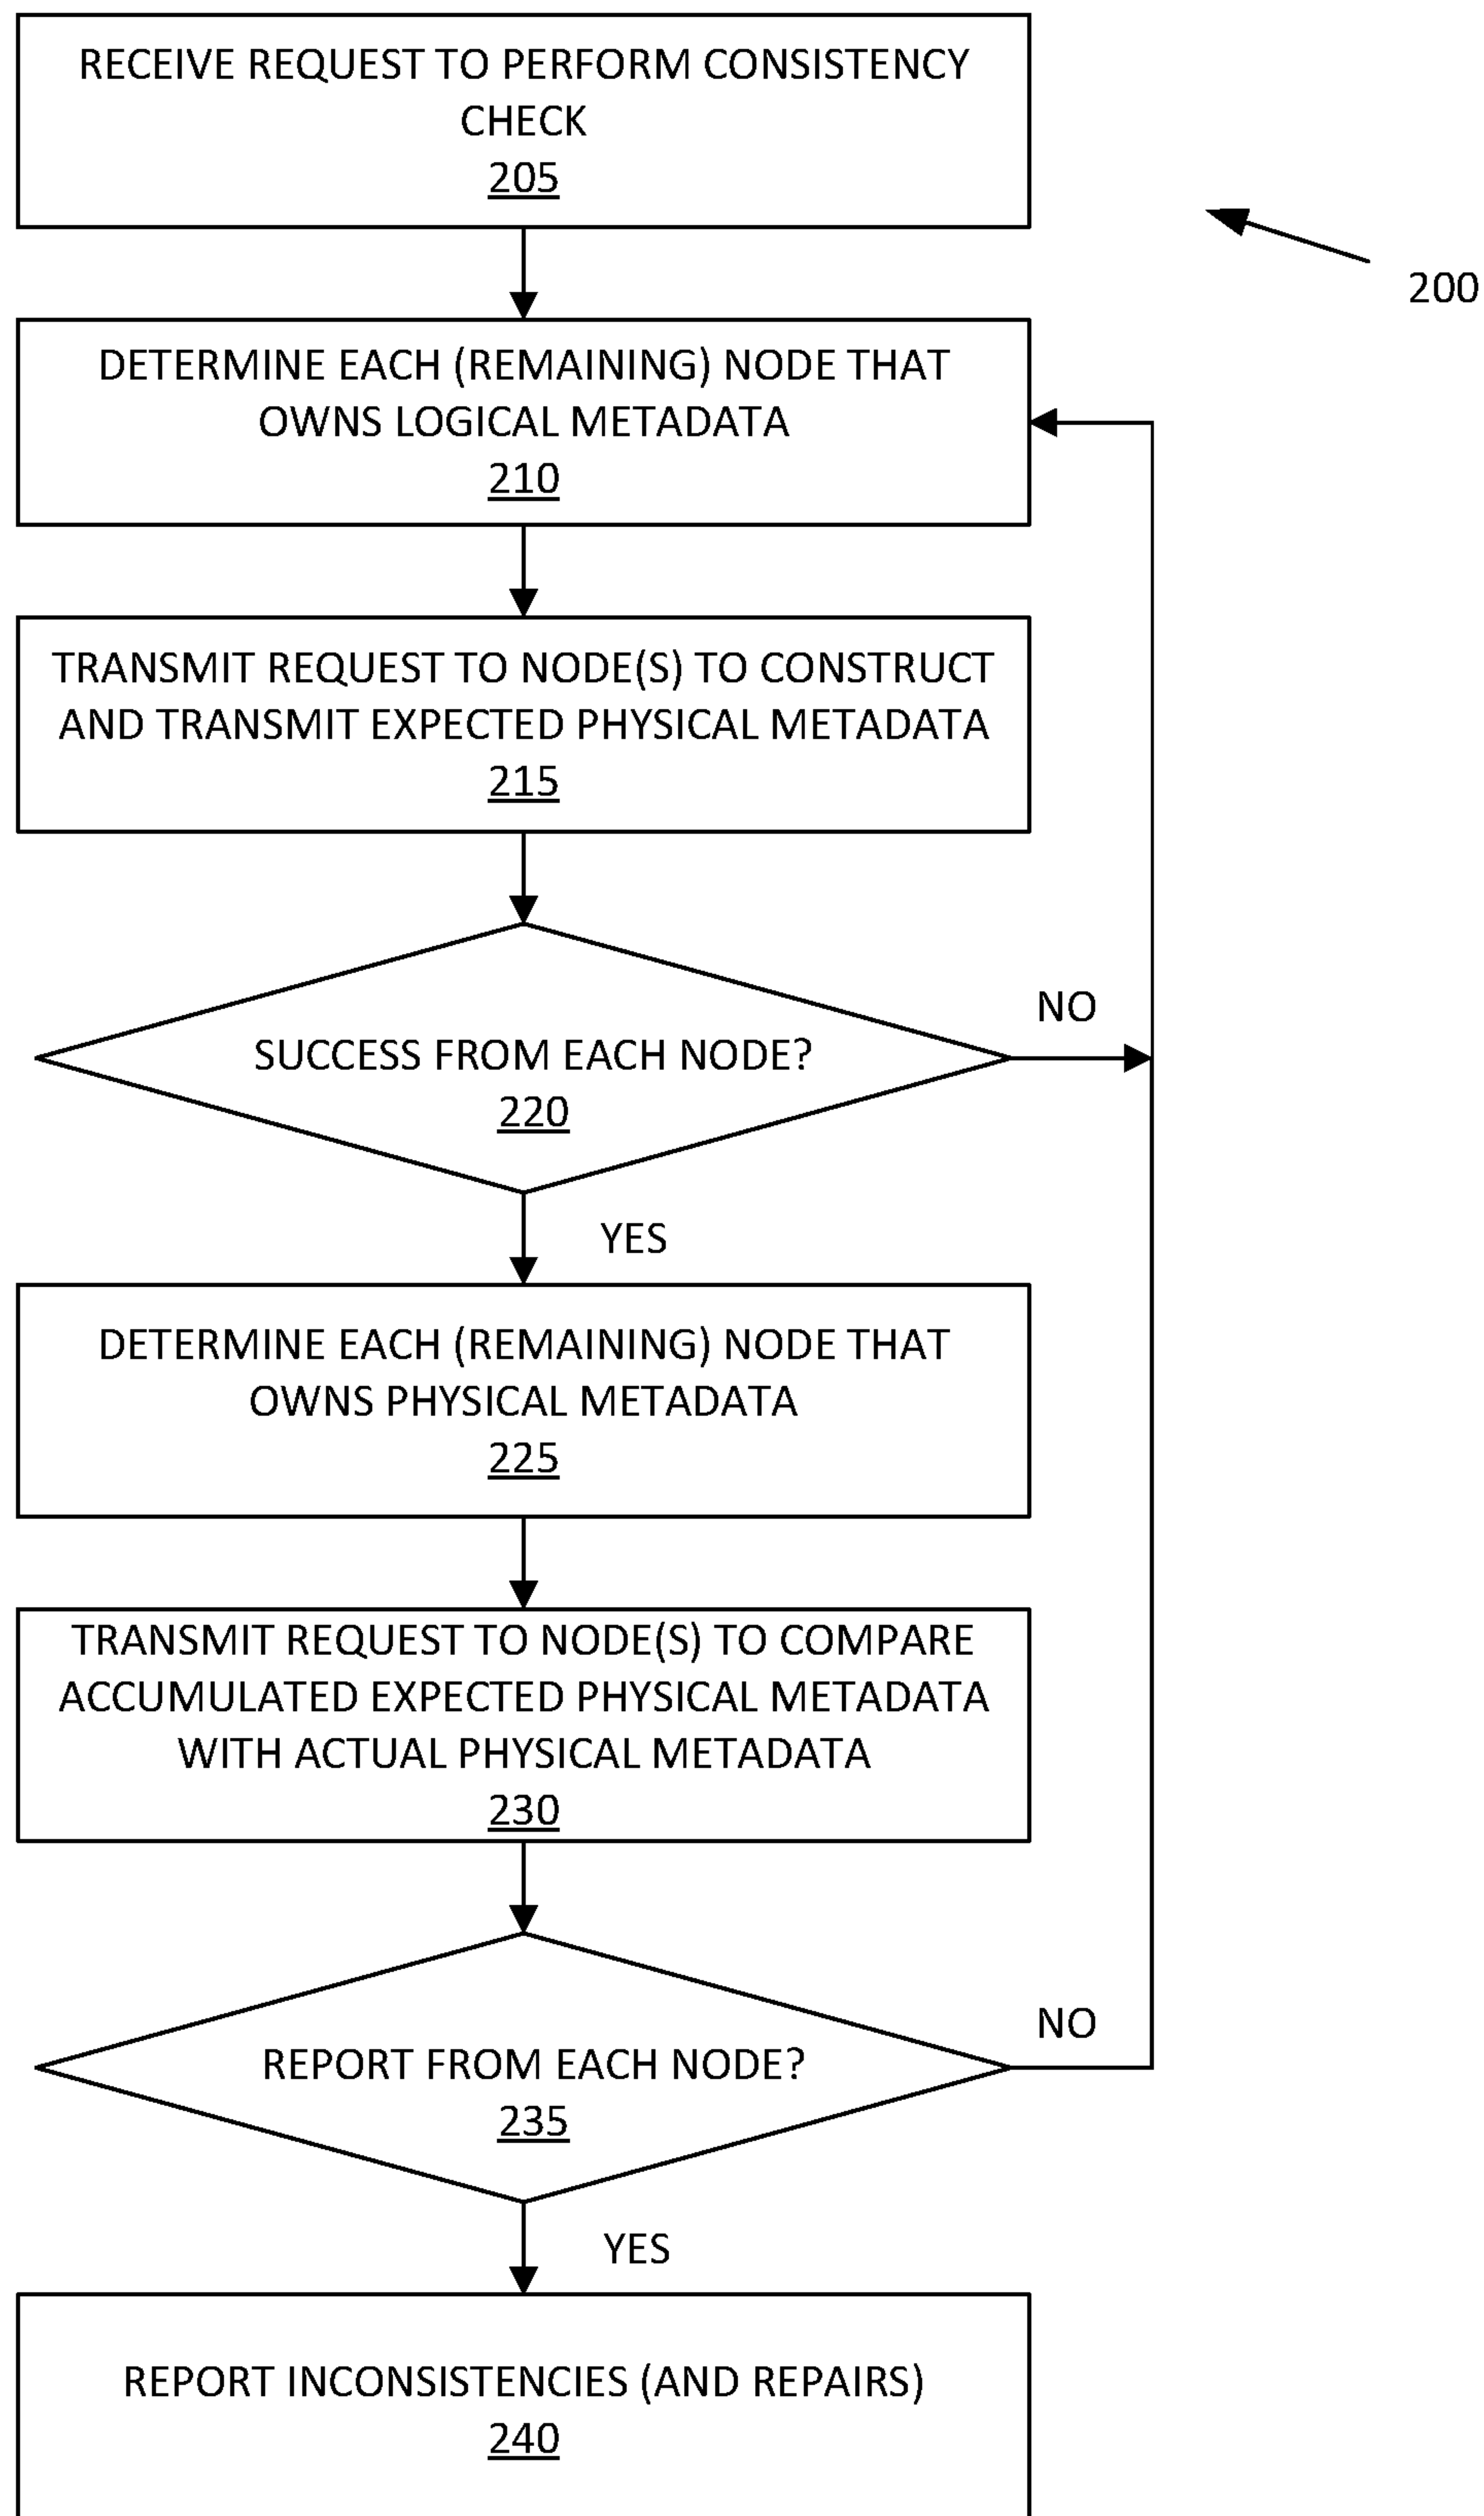 RECEIVE REQUEST TO PERFORM CONSISTENCY
CHECK
205
200
DETERMINE EACH (REMAINING) NODE THAT
OWNS LOGICAL METADATA
210
TRANSMIT REQUEST TO NODE(S) TO CONSTRUCT
AND TRANSMIT EXPECTED PHYSICAL METADATA
215
NO
SUCCESS FROM EACH NODE?
220
YES
DETERMINE EACH (REMAINING) NODE THAT
OWNS PHYSICAL METADATA
225
TRANSMIT REQUEST TO NODE(S) TO COMPARE
ACCUMULATED EXPECTED PHYSICAL METADATA
WITH ACTUAL PHYSICAL METADATA
230
NO
REPORT FROM EACH NODE?
235
YES
REPORT INCONSISTENCIES (AND REPAIRS)
240